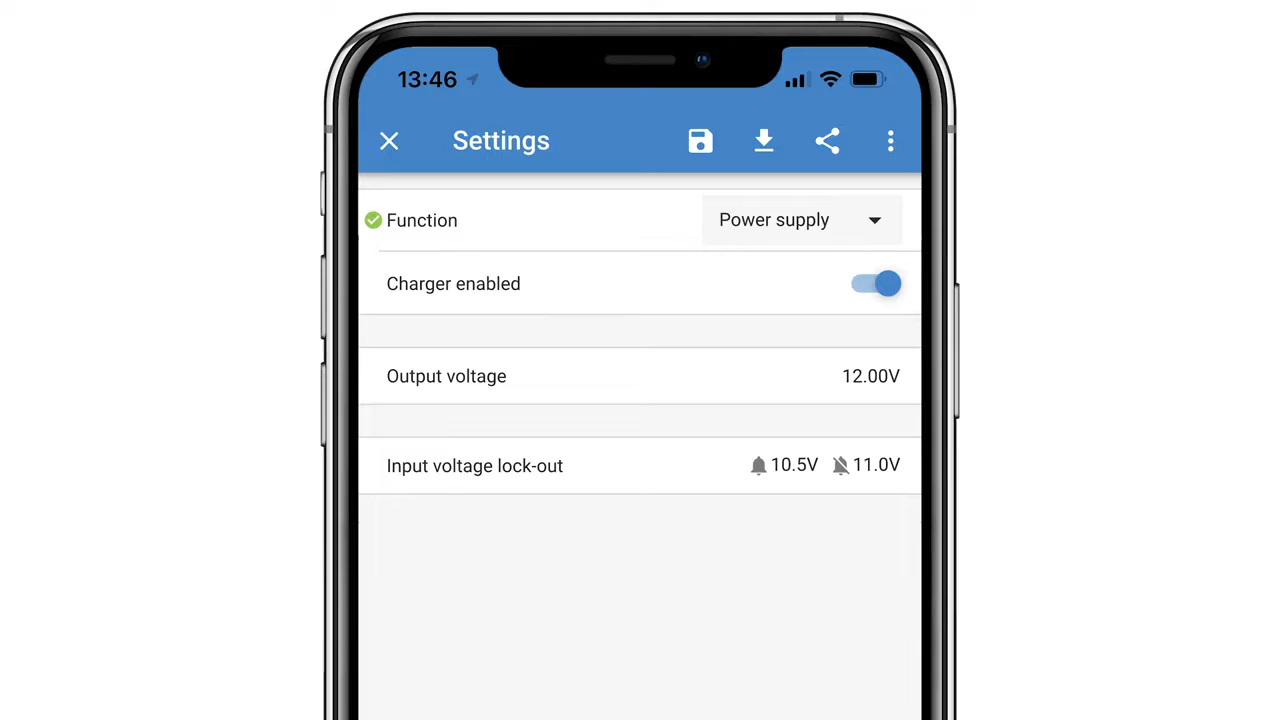 13:46
Settings
Function Power supply
Charger enabled
Output voltage 12.00V
Input voltage lock-out 10.5V 11.0V